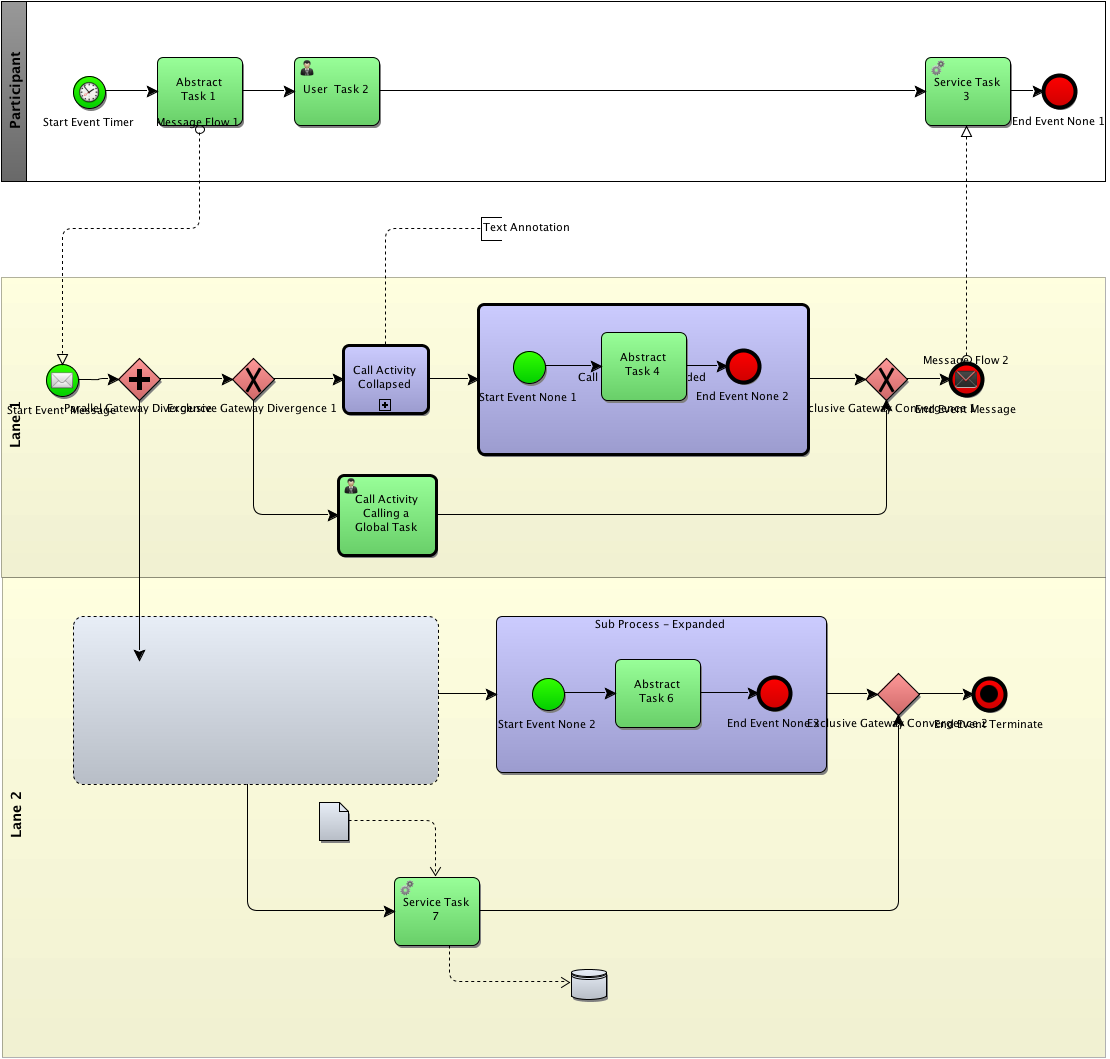 Participant
Abstract
Task 1
User  Task 2
Service Task
3
Start Event Timer
Message Flow 1
End Event None 1
Text Annotation
Lane 1
Start Event Message
Parallel Gateway Divergence
Exclusive Gateway Divergence 1
Call Activity
Collapsed
Start Event None 1
Abstract
Task 4
Call
ded
End Event None 2
Message Flow 2
clusive Gateway Convergence 1
End Event Message
Call Activity
Calling a
Global Task
Lane 2
Sub Process - Expanded
Start Event None 2
Abstract
Task 6
End Event None 3
Exclusive Gateway Convergence 2
End Event Terminate
Service Task
7